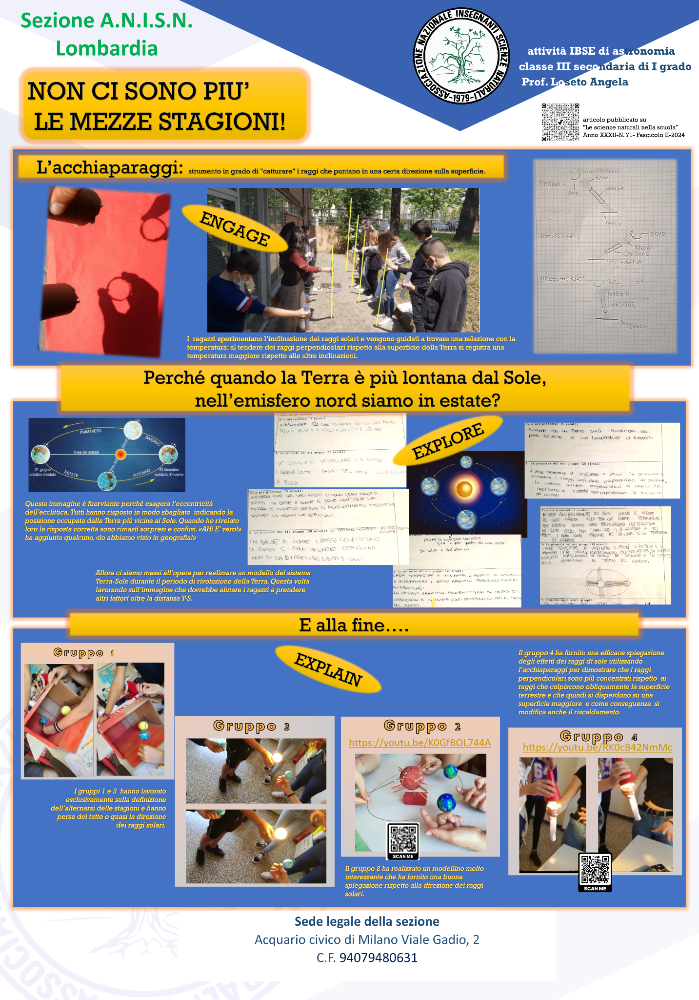 Sezione A.N.I.S.N.
Lombardia
ASSOCIAZIONE NAZIONALE INSEGNANTI SCIENZE NATURALI
-1979-
attività IBSE di astronomia
classe III secondaria di I grado
Prof. Loseto Angela
NON CI SONO PIU’
LE MEZZE STAGIONI!
articolo pubblicato su
"Le scienze naturali nella scuola"
Anno XXXII-N. 71- Fascicolo II-2024
L’acchiaparaggi: strumento in grado di "catturare" i raggi che puntano in una certa direzione sulla superficie.
ENGAGE
L'ACCHIAPPARAGGI
MATTINO:
RAGGI
CARTONE
SOLE
FOGLIO
POMERIGGIO:
SOLE
RAGGI
CARTONE
FOGLIO
MEZZOGIORNO:
SOLE
RAGGIO
CARTONE
FOGLIO
I ragazzi sperimentano l’inclinazione dei raggi solari e vengono guidati a trovare una relazione con la
temperatura: al tendere dei raggi perpendicolari rispetto alla superficie della Terra si registra una
temperatura maggiore rispetto alle altre inclinazioni.
Perché quando la Terra è più lontana dal Sole,
nell’emisfero nord siamo in estate?
PRIMAVERA
INVERNO
linea dei solstizi
21 giugno
solstizio d'estate
22 dicembre
solstizio d'inverno
ESTATE
AUTUNNO
Questa immagine è fuorviante perché esagera l’eccentricità
dell’ecclittica. Tutti hanno risposto in modo sbagliato indicando la
posizione occupata dalla Terra più vicina al Sole. Quando ho rivelato
loro la risposta corretta sono rimasti sorpresi e confusi. «AH! E’ vero!»
ha aggiunto qualcuno, «lo abbiamo visto in geografia!»
Allora ci siamo messi all’opera per realizzare un modello del sistema
Terra-Sole durante il periodo di rivoluzione della Terra. Questa volta
lavorando sull’immagine che dovrebbe aiutare i ragazzi a prendere
altri fattori oltre la distanza T-S.
EXPLORE
2-La mia proposta: (5 minuti)
CHE ILLUMINA SOLO UNA PARTE
DELLA TERRA E NELL'ALTRA C'È
3- La proposta del mio gruppo (10 minuti)
LE STAGIONI IN BASE
COME I RAGGI DEL SOLE COLPISCONO
LA TERRA
2-La mia proposta: (5 minuti)
SUCCEDE CHE NEI VARI POSTI CI SONO GRADI DIVERSI,
QUINDI IN BASE A COME IL SOLE COLPISCE LA
TERRA E IL LUOGO CAMBIA IL RISCALDAMENTO AMBIENTALE
QUINDI CI SONO LE STAGIONI.
3- La proposta del mio gruppo (10 minuti)
IN BASE A COME I RAGGI COLPISCONO
LA TERRA CI SONO LE VARIE STAGIONI
NON SI SA DI PRECISO LA RAGIONE
perché la superficie terrestre
gira e per quello da una parte
fa caldo e dall'altra no
3- La proposta del mio gruppo (10 minuti)
L'ASSE TERRESTRE È INCLINATO E PERCIÒ IN AUTUNNO
E IN PRIMAVERA I RAGGI ARRIVANO PERPENDICOLARI
ALL'EQUATORE.
IN INVERNO ARRIVANO PERPENDICOLARI AL TROPICO DEL
CAPRICORNO E IN ESTATE SONO PERPENDICOLARI AL TROPICO
DEL CANCRO.
2-La mia proposta: (5 minuti)
Succede che la Terra sarà illuminata da
parti diverse e con temperature differenti
3- La proposta del mio gruppo (10 minuti)
L'asse terrestre è inclinato e perciò in autunno e
primavera i raggi arrivano perpendicolari all'equatore.
In inverno arrivano perpendicolari al tropico del
capricorno e in estate sono perpendicolari al tropico
del cancro
2-La mia proposta: (5 minuti)
IN BASE ALL'INCLINAZIONE DEI RAGGI SOLARI IL CALORE
DEL SOLE ARRIVA SULLA TERRA CON DIVERSE TEMPERATURE
PER ESEMPIO QUANDO SONO PERPENDICOLARI ALL'EQUATORE
3- La proposta del mio gruppo (10 minuti)
L'ASSE TERRESTRE È INCLINATO E PERCIÒ IN AUTUNNO E IN
PRIMAVERA I RAGGI ARRIVANO PERPENDICOLARI ALL'EQUATORE, IN INVERNO
ARRIVANO PERPENDICOLARI AL TROPICO DEL CAPRICORNO E IN ESTATE
SONO PERPENDICOLARI AL TROPICO DEL CANCRO.
4- Proposte degli altri gruppi:
E alla fine….
EXPLAIN
Gruppo 1
I gruppi 1 e 3 hanno lavorato
esclusivamente sulla definizione
dell’alternarsi delle stagioni e hanno
perso del tutto o quasi la direzione
dei raggi solari.
Gruppo 3
Gruppo 2
https://youtu.be/K0GfBOL744A
SCAN ME
Il gruppo 2 ha realizzato un modellino molto
interessante che ha fornito una buona
spiegazione rispetto alla direzione dei raggi
solari.
Il gruppo 4 ha fornito una efficace spiegazione
degli effetti dei raggi di sole utilizzando
l’acchiaparaggi per dimostrare che i raggi
perpendicolari sono più concentrati rispetto ai
raggi che colpiscono obliquamente la superficie
terrestre e che quindi si disperdono su una
superficie maggiore e come conseguenza si
modifica anche il riscaldamento.
Gruppo 4
https://youtu.be/RK0cB42NmMc
SCAN ME
Sede legale della sezione
Acquario civico di Milano Viale Gadio, 2
C.F. 94079480631